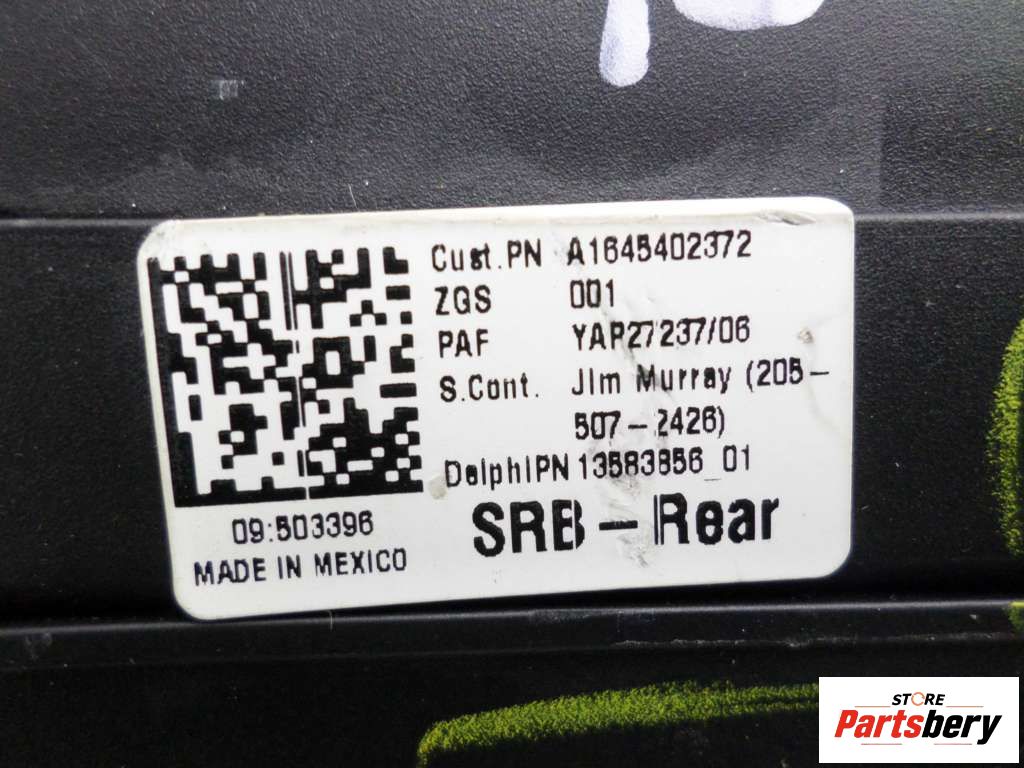 Cust.PN A1645402372
ZGS 001
PAF YAP27237/06
S.Cont. Jim Murray (205-
507-2426)
DelphiPN 13583856_01
SRB-Rear
09:503396
MADE IN MEXICO
STORE
Partsbery